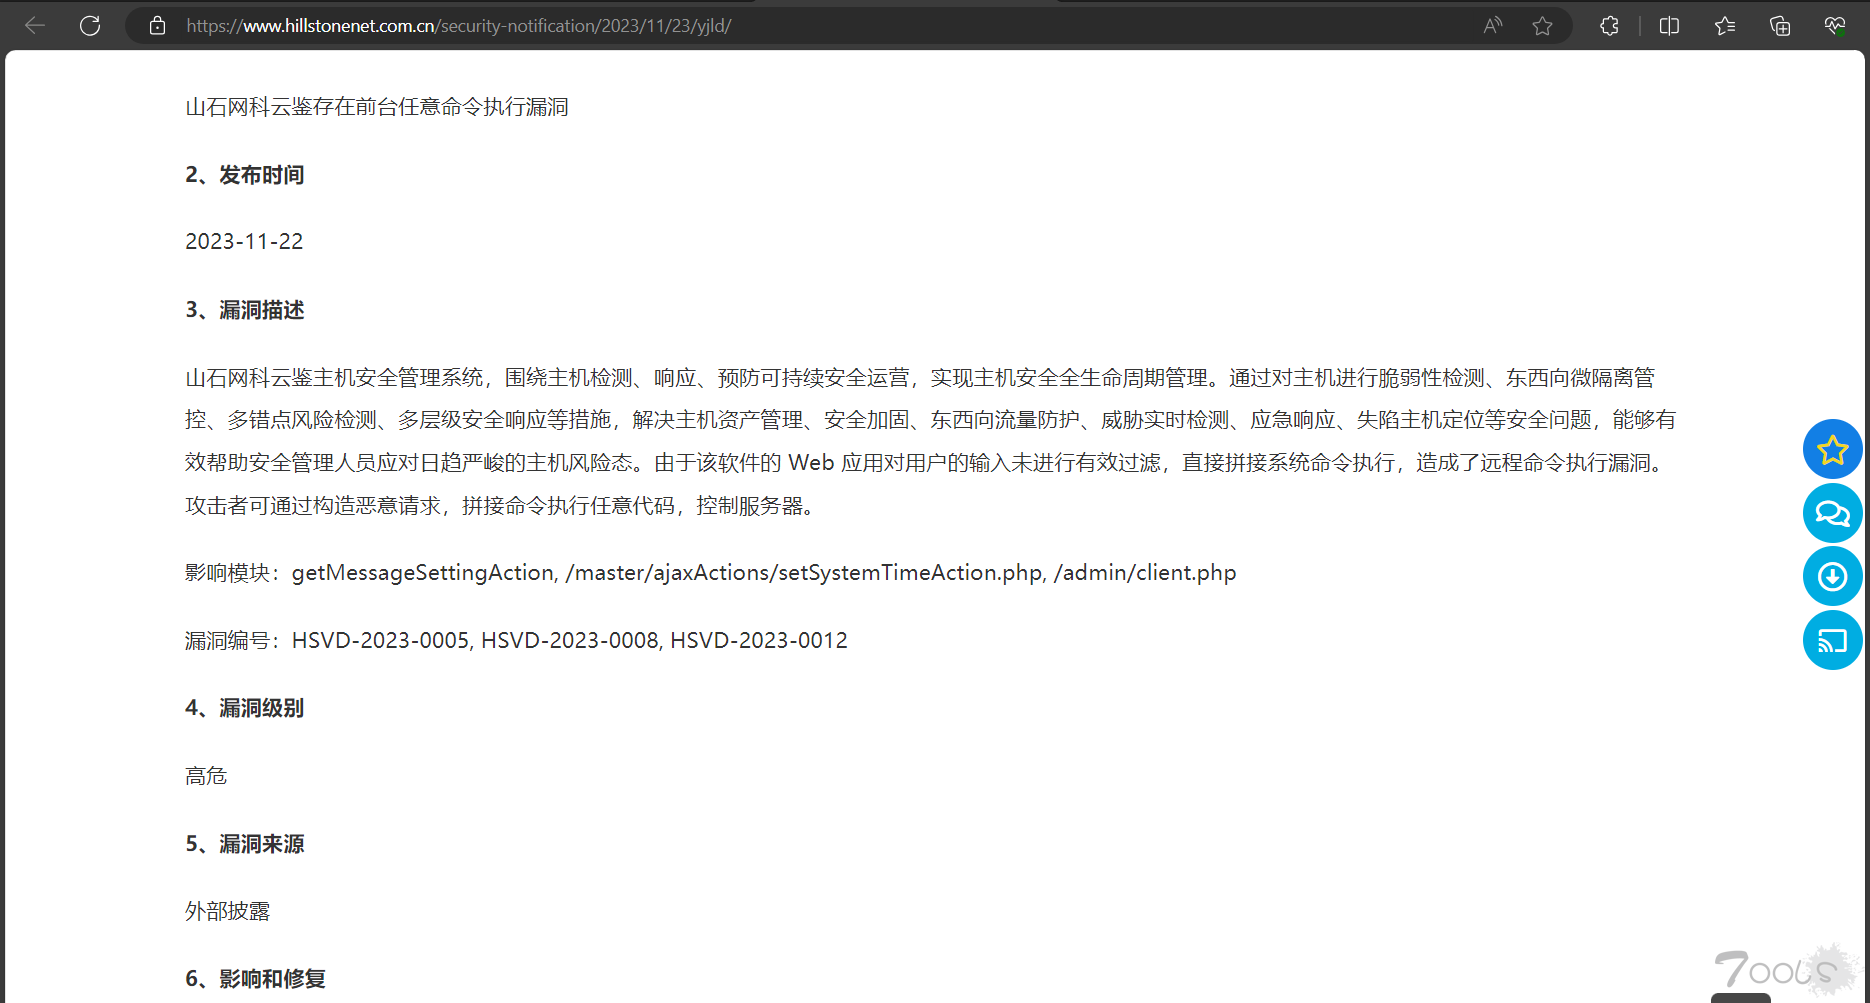 https://www.hillstonenet.com.cn/security-notification/2023/11/23/yjld/
山石网科云鉴存在前台任意命令执行漏洞
2、发布时间
2023-11-22
3、漏洞描述
山石网科云鉴主机安全管理系统，围绕主机检测、响应、预防可持续安全运营，实现主机安全全生命周期管理。通过对主机进行脆弱性检测、东西向微隔离管
控、多错点风险检测、多层级安全响应等措施，解决主机资产管理、安全加固、东西向流量防护、威胁实时检测、应急响应、失陷主机定位等安全问题，能够有
效帮助安全管理人员应对日趋严峻的主机风险态。由于该软件的 Web 应用对用户的输入未进行有效过滤，直接拼接系统命令执行，造成了远程命令执行漏洞。
攻击者可通过构造恶意请求，拼接命令执行任意代码，控制服务器。
影响模块：getMessageSettingAction, /master/ajaxActions/setSystemTimeAction.php, /admin/client.php
漏洞编号：HSVD-2023-0005, HSVD-2023-0008, HSVD-2023-0012
4、漏洞级别
高危
5、漏洞来源
外部披露
6、影响和修复
7ools